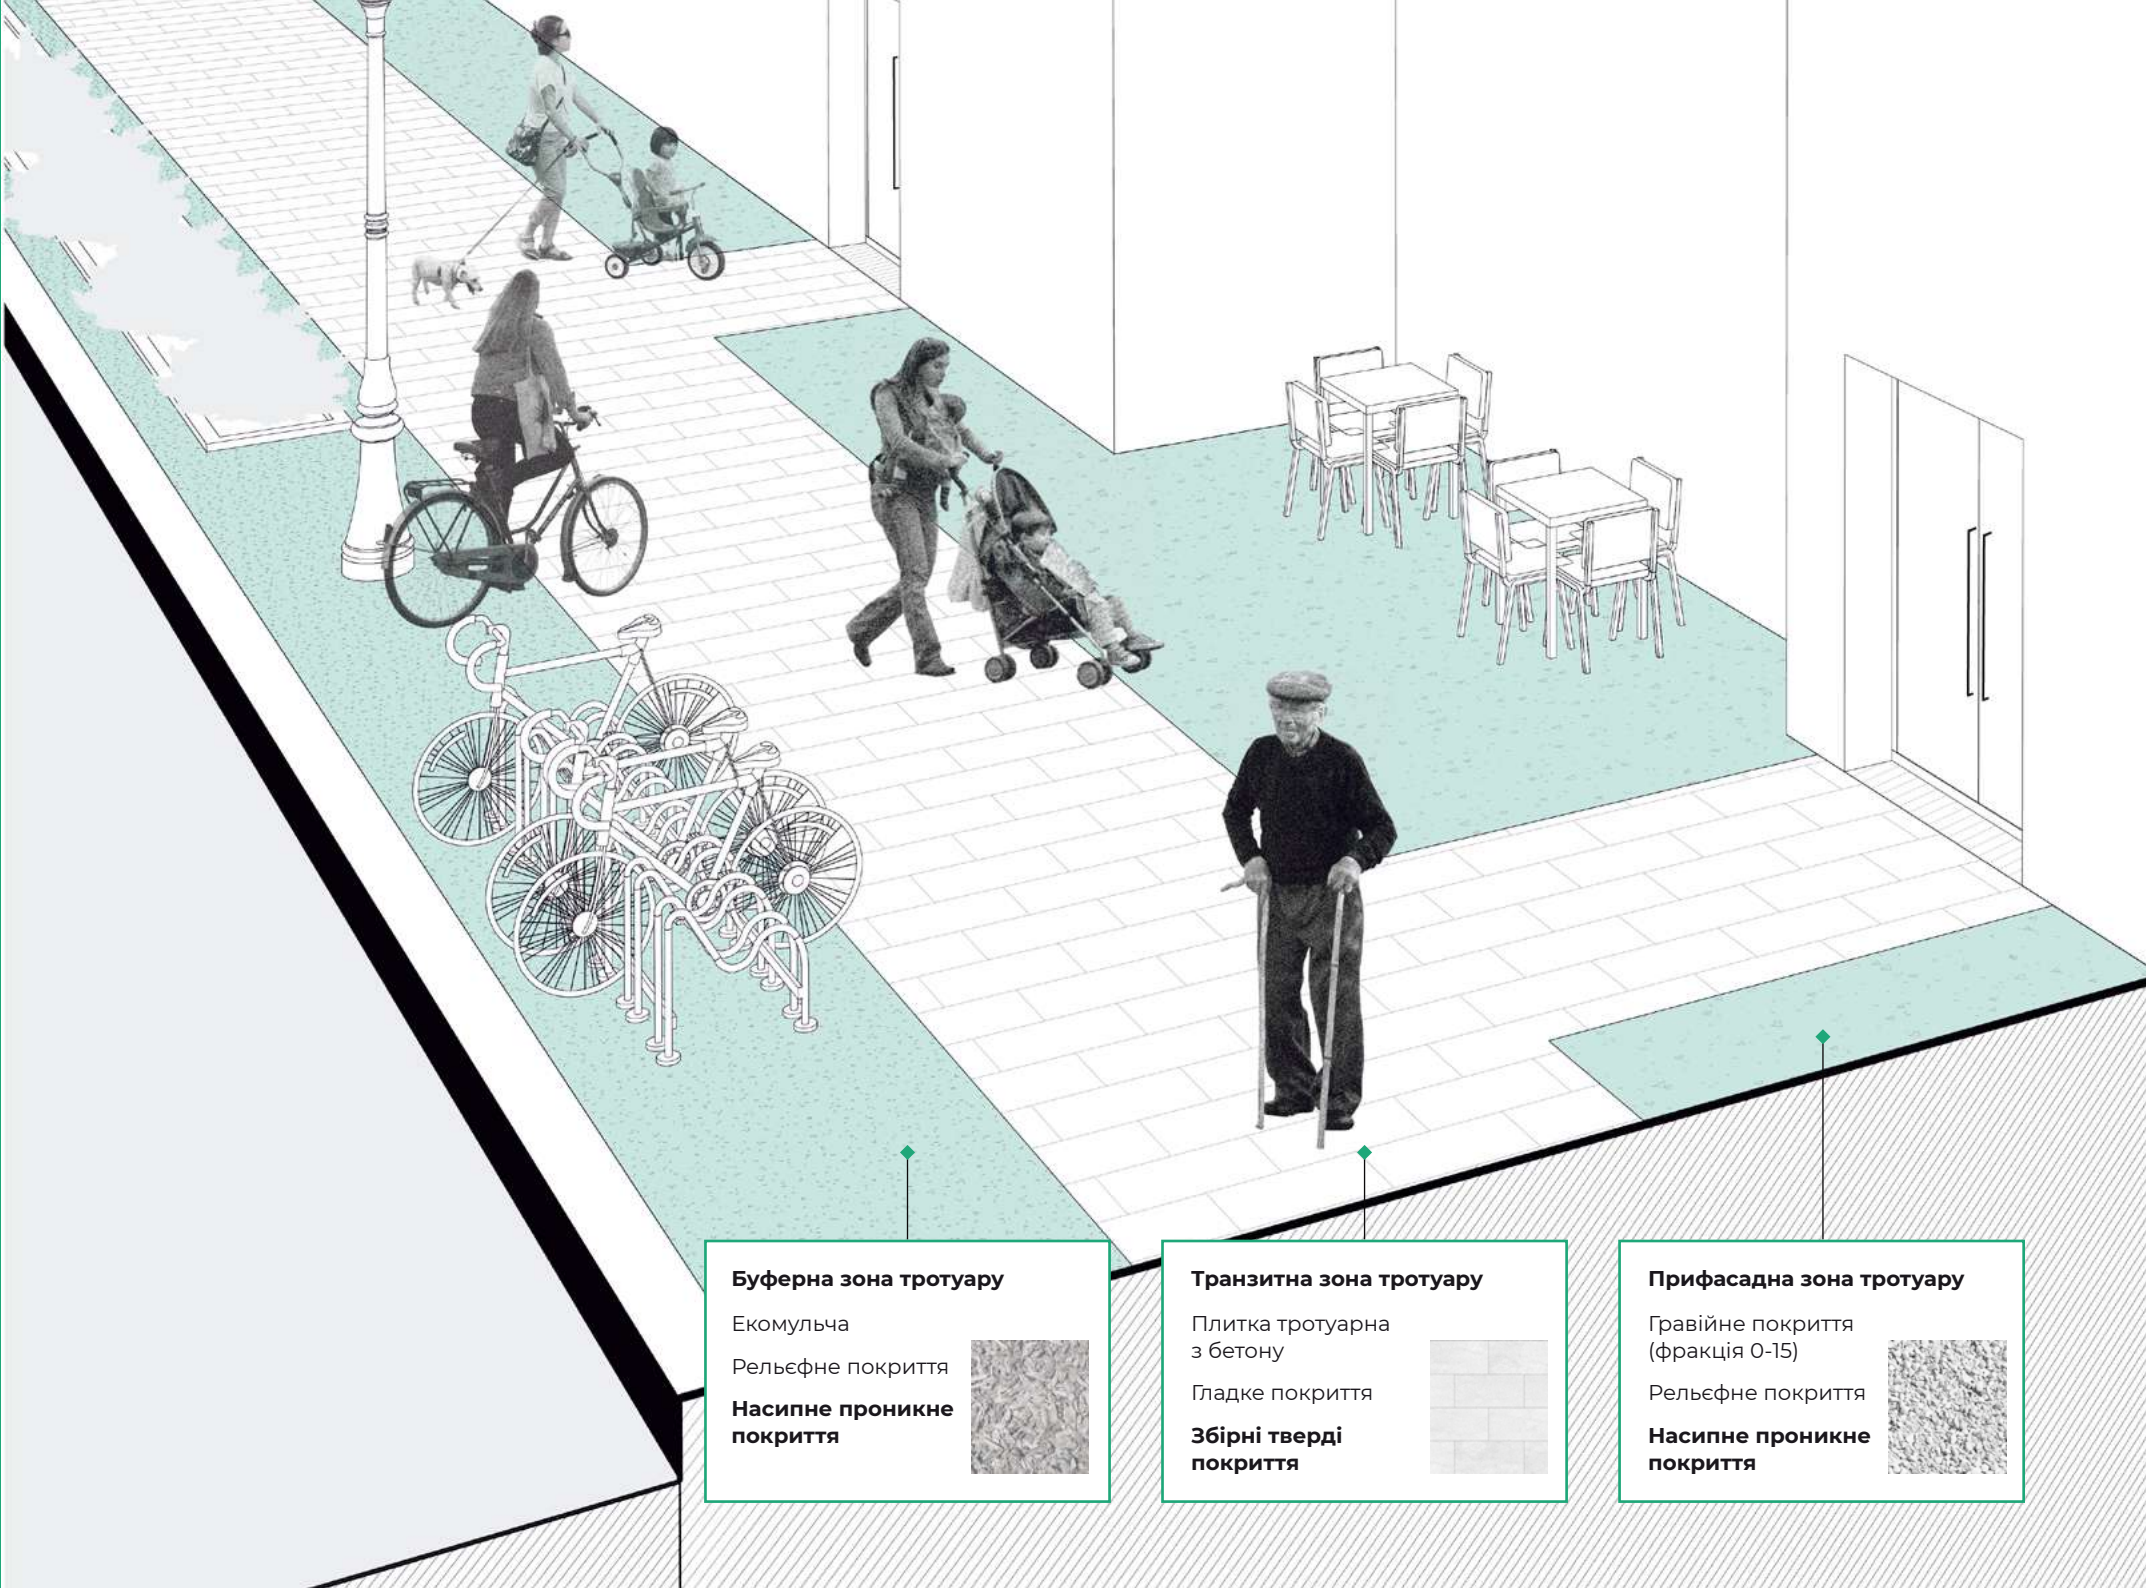 Буферна зона тротуару
Екомульча
Рельєфне покриття
Насипне проникне
покриття
Транзитна зона тротуару
Плитка тротуарна
з бетону
Гладке покриття
Збірні тверді
покриття
Прифасадна зона тротуару
Гравійне покриття
(фракція 0-15)
Рельєфне покриття
Насипне проникне
покриття